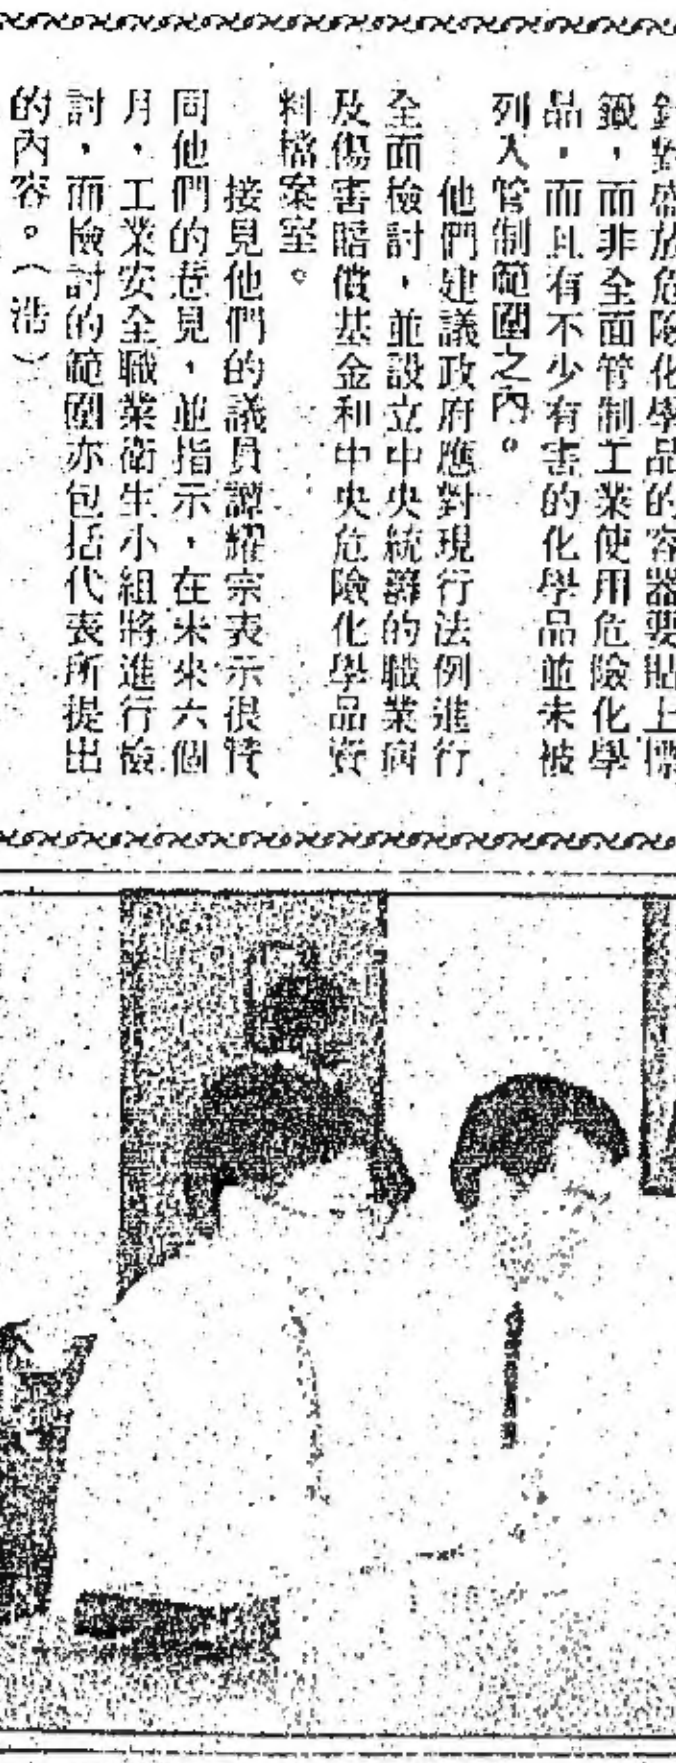 針對盛放危險化學品的容器要貼上標
籤，而非全面管制工業使用危險化學
品，而且有不少有害的化學品並未被
列入管制範圍之內。
他們建議政府應對現行法例進行
全面檢討，並設立中央統籌的職業病
及傷害賠償基金和中央危險化學品資
料檔案室。
接見他們的議員譚耀宗表示很贊
同他們的意見，並指示，在未來六個
月，工業安全職業衛生小組將進行檢
討，而檢討的範圍亦包括代表所提出
的內容。（浩）